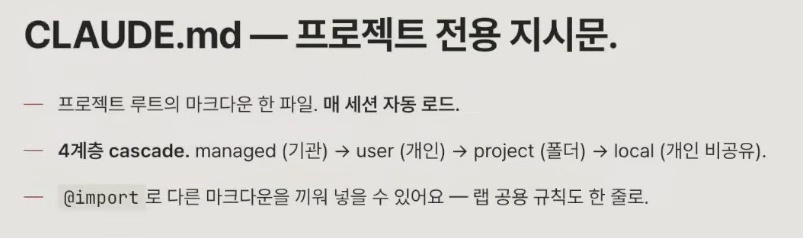 CLAUDE.md — 프로젝트 전용 지시문.
— 프로젝트 루트의 마크다운 한 파일. 매 세션 자동 로드.
— 4계층 cascade. managed (기관) → user (개인) → project (폴더) → local (개인 비공유).
— @import 로 다른 마크다운을 끼워 넣을 수 있어요 — 랩 공용 규칙도 한 줄로.